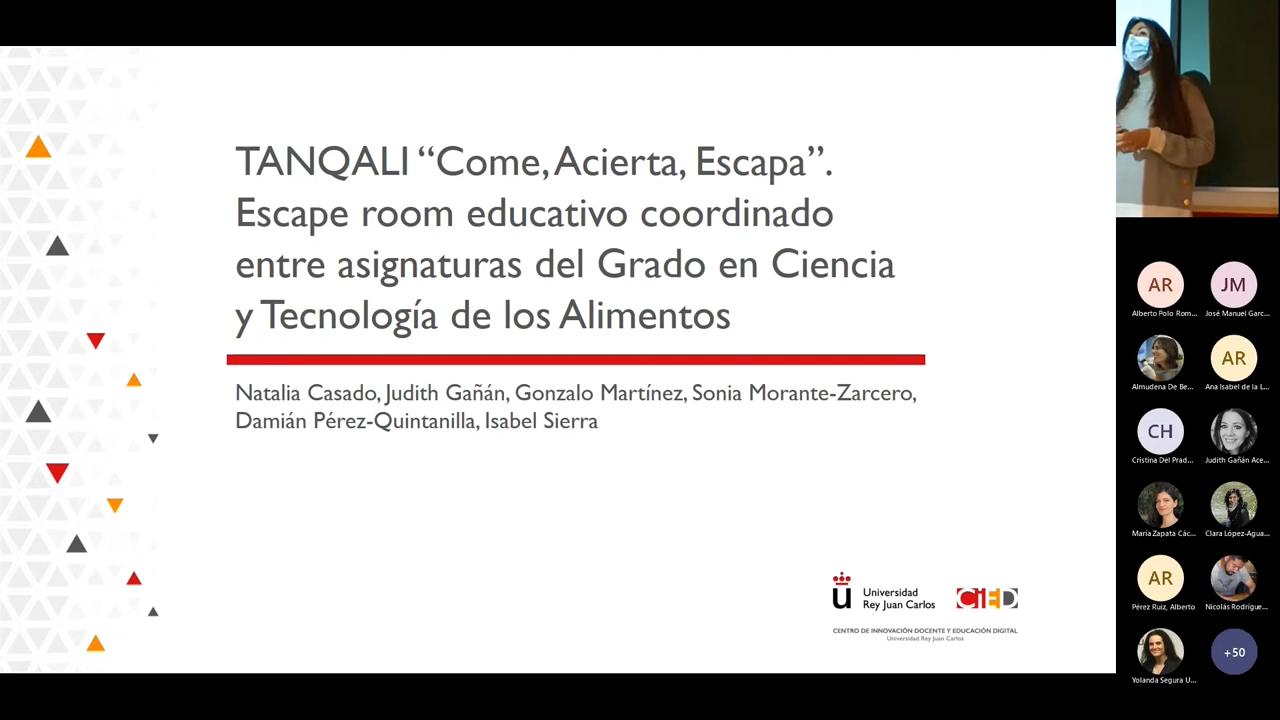 TANQALI “Come, Acierta, Escapa”.
Escape room educativo coordinado
entre asignaturas del Grado en Ciencia
y Tecnología de los Alimentos
Natalia Casado, Judith Gañán, Gonzalo Martínez, Sonia Morante-Zarcero,
Damián Pérez-Quintanilla, Isabel Sierra
ü Universidad
Rey Juan Carlos
CiED
CENTRO DE INNOVACIÓN DOCENTE Y EDUCACIÓN DIGITAL
Universidad Rey Juan Carlos
AR JM
Alberto Polo Rom... José Manuel Garc...
AR
Almudena De Be... Ana Isabel de la L...
CH
Cristina Del Prad... Judith Gañán Ace...
María Zapata Các... Clara López-Agua...
AR
Pérez Ruiz, Alberto Nicolás Rodrígue...
+50
Yolanda Segura U...